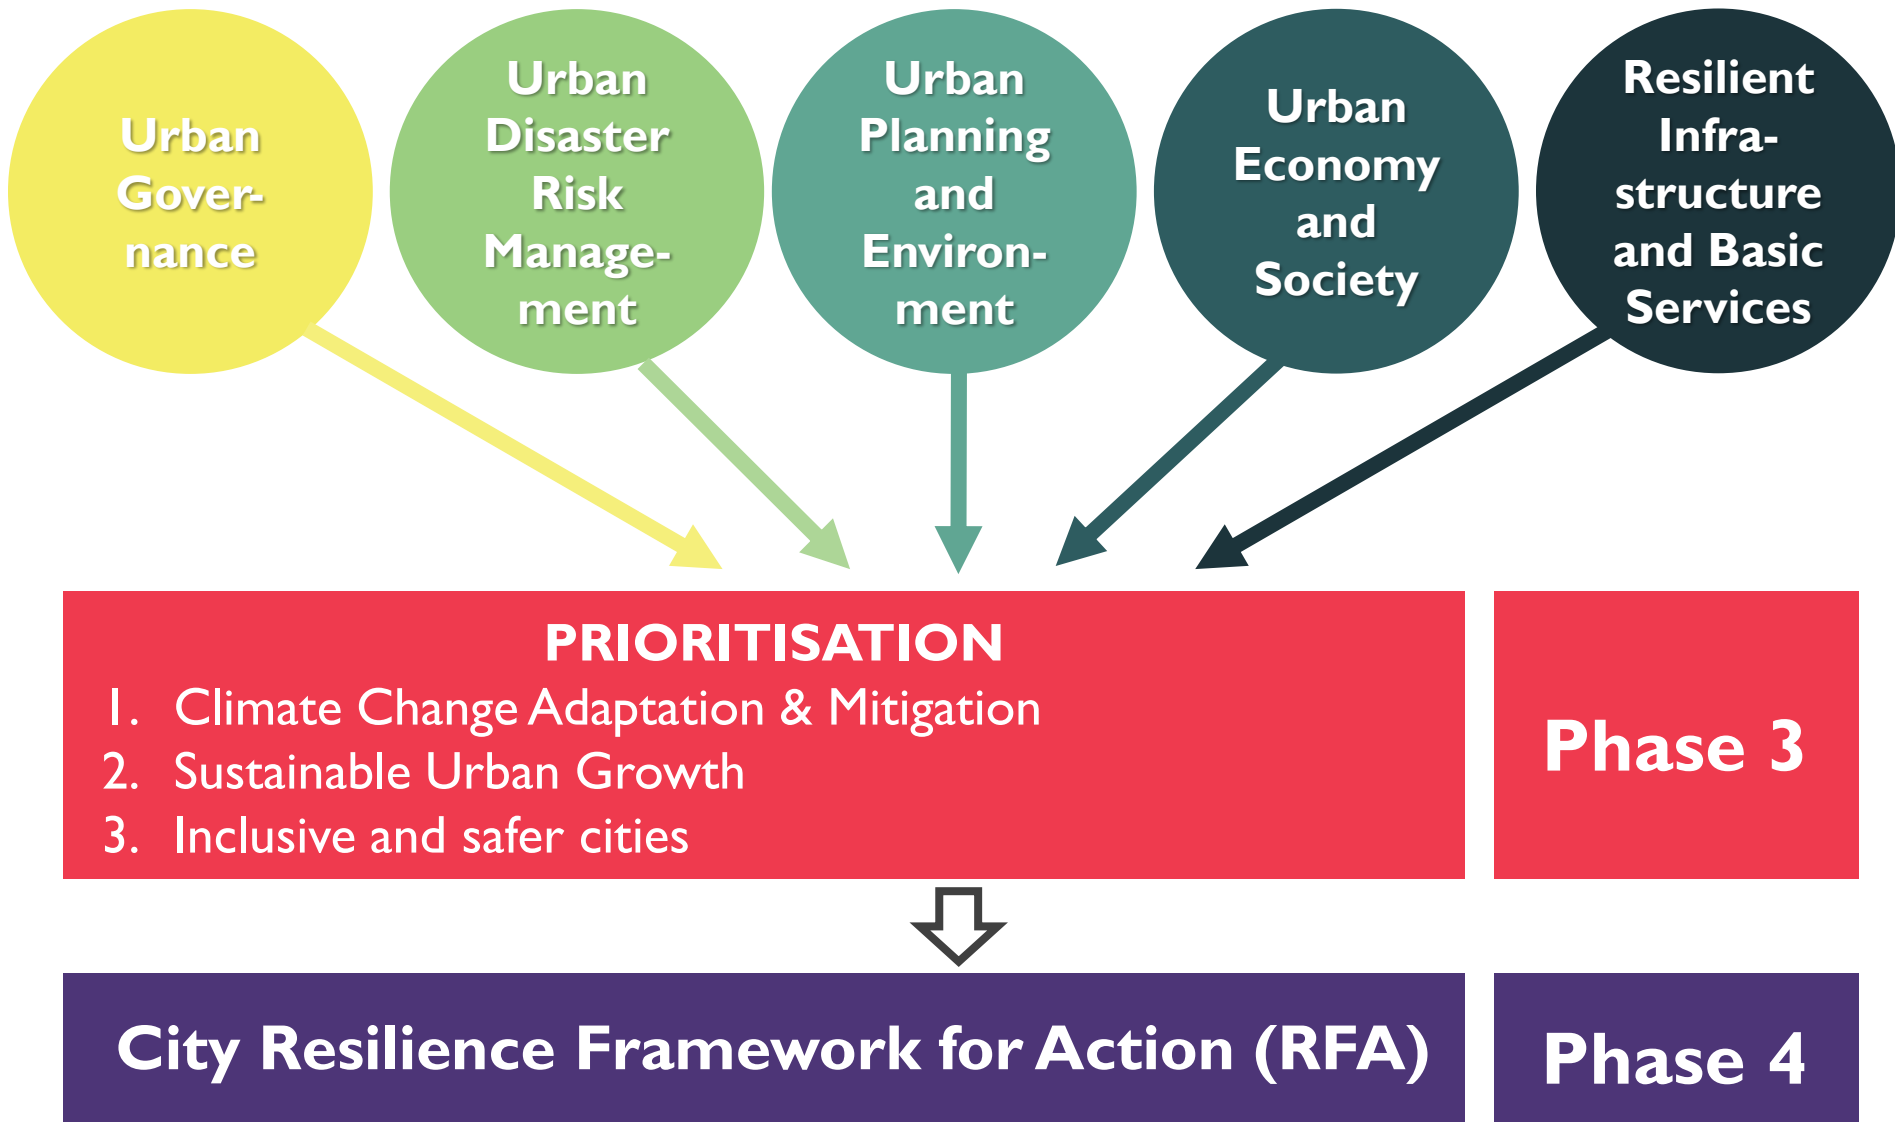 Urban
Gover-
nance
Urban
Disaster
Risk
Manage-
ment
Urban
Planning
and
Environ-
ment
Urban
Economy
and
Society
Resilient
Infra-
structure
and Basic
Services
PRIORITISATION
1. Climate Change Adaptation & Mitigation
2. Sustainable Urban Growth
3. Inclusive and safer cities
Phase 3
City Resilience Framework for Action (RFA)
Phase 4